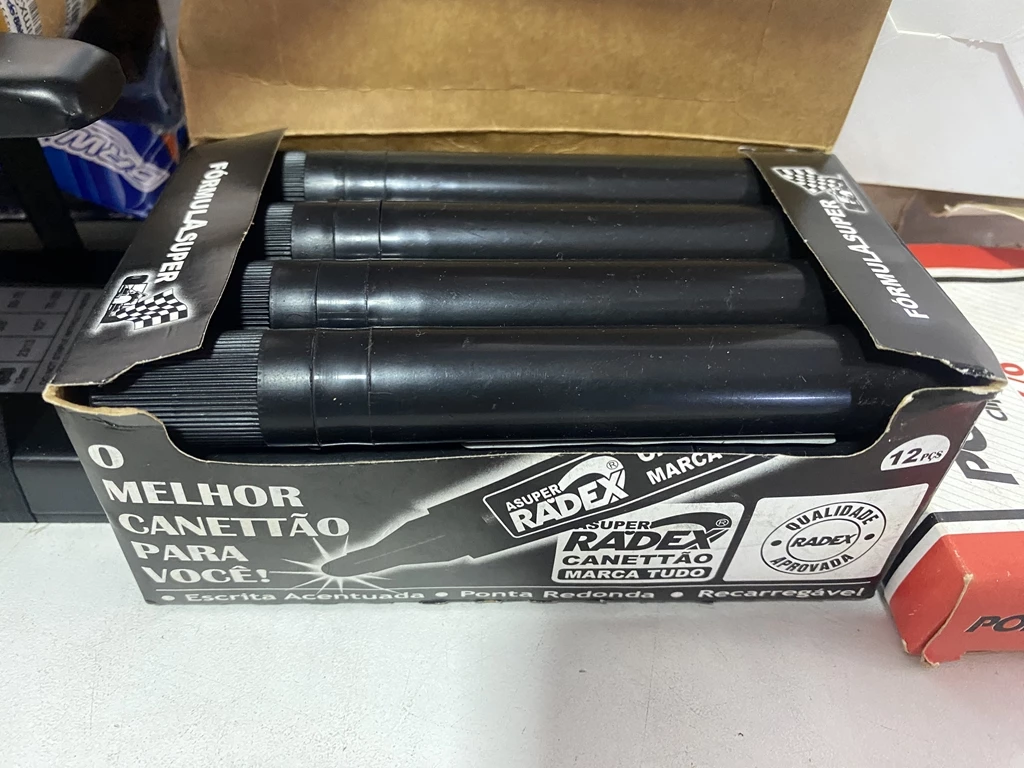 FÓRMULA SUPER
FÓRMULA SUPER
O
MELHOR
CANETTÃO
PARA
VOCÊ!
ASUPER
RADEX®
MARCA
ASUPER
RADEX®
CANETTÃO
MARCA TUDO
12 PÇS
QUALIDADE
RADEX
APROVADA
• Escrita Acentuada • Ponta Redonda • Recarregável